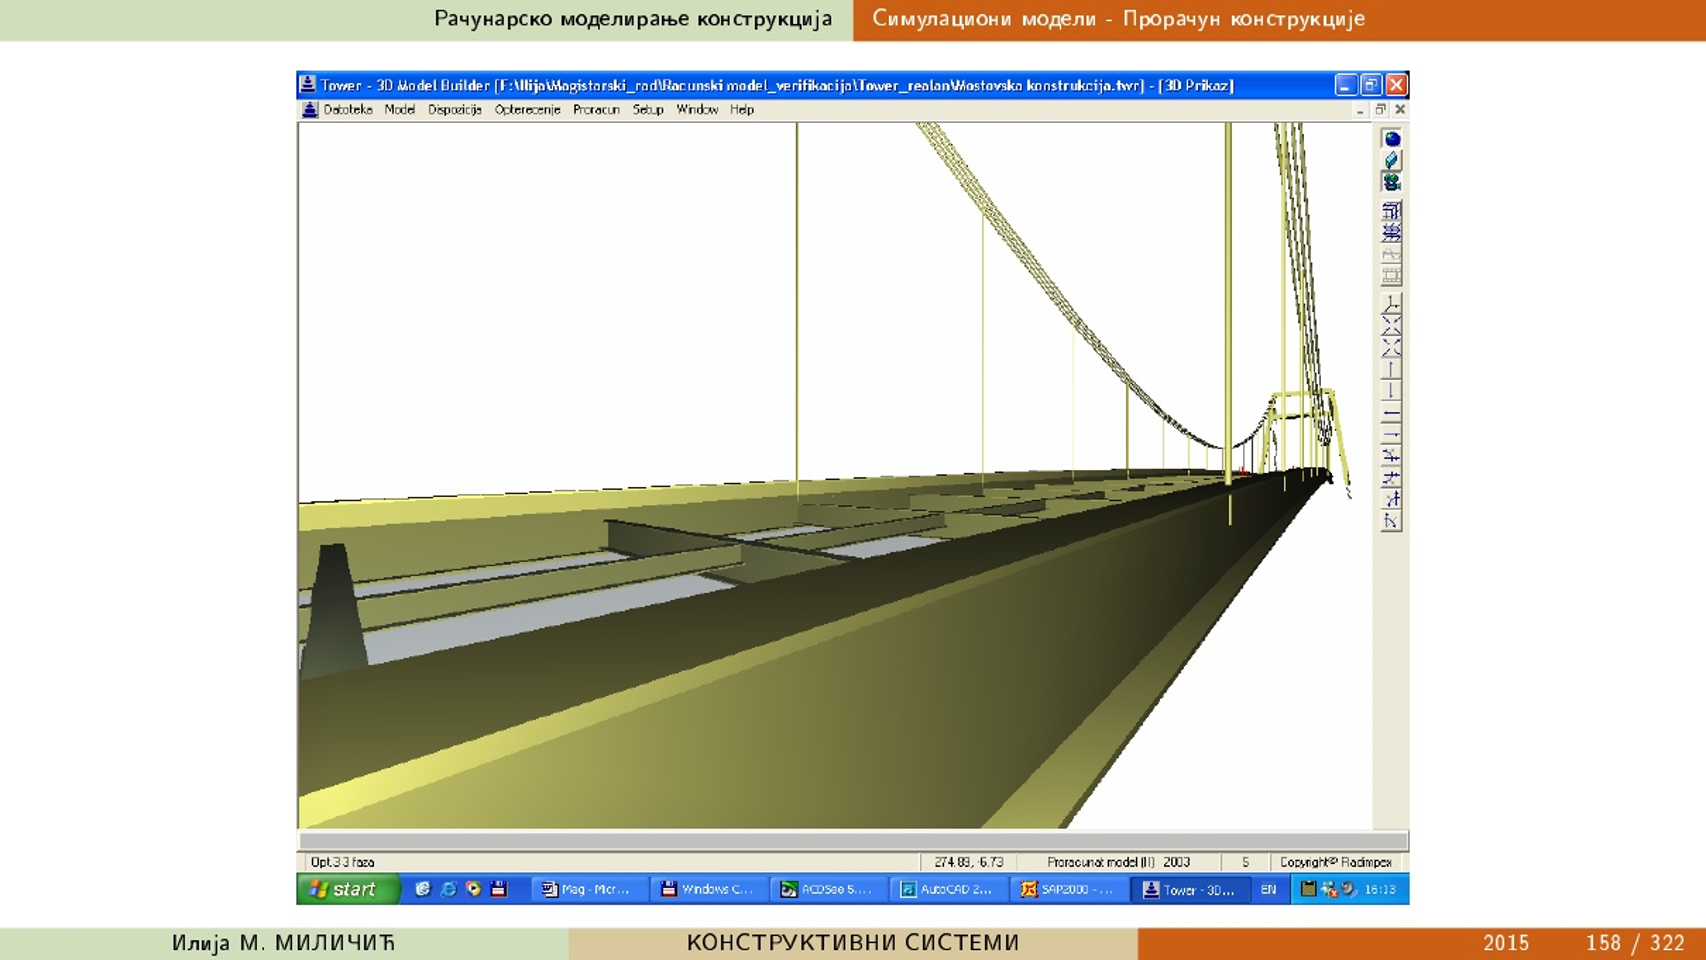 Рачунарско моделирање конструкција
Симулациони модели - Прорачун конструкције
Tower - 3D Model Builder [F:\Ilija\Magistarski_rad\Racunski model_verifikacija\Tower_realan\Mostovska konstrukcija.twr] - [3D Prikaz]
Datoteka Model Dispozicija Opterecenje Proracun Setup Window Help
Opt.3 3 faza 274.89, -6.73 Proracunat model (II) 2003 5 Copyright© Radimpex
start Mag - Micr... Windows C... ACDSee 5.... AutoCAD 2... SAP2000 - ... Tower - 3D... EN 16:13
Илија М. МИЛИЧИЋ
КОНСТРУКТИВНИ СИСТЕМИ
2015 158 / 322